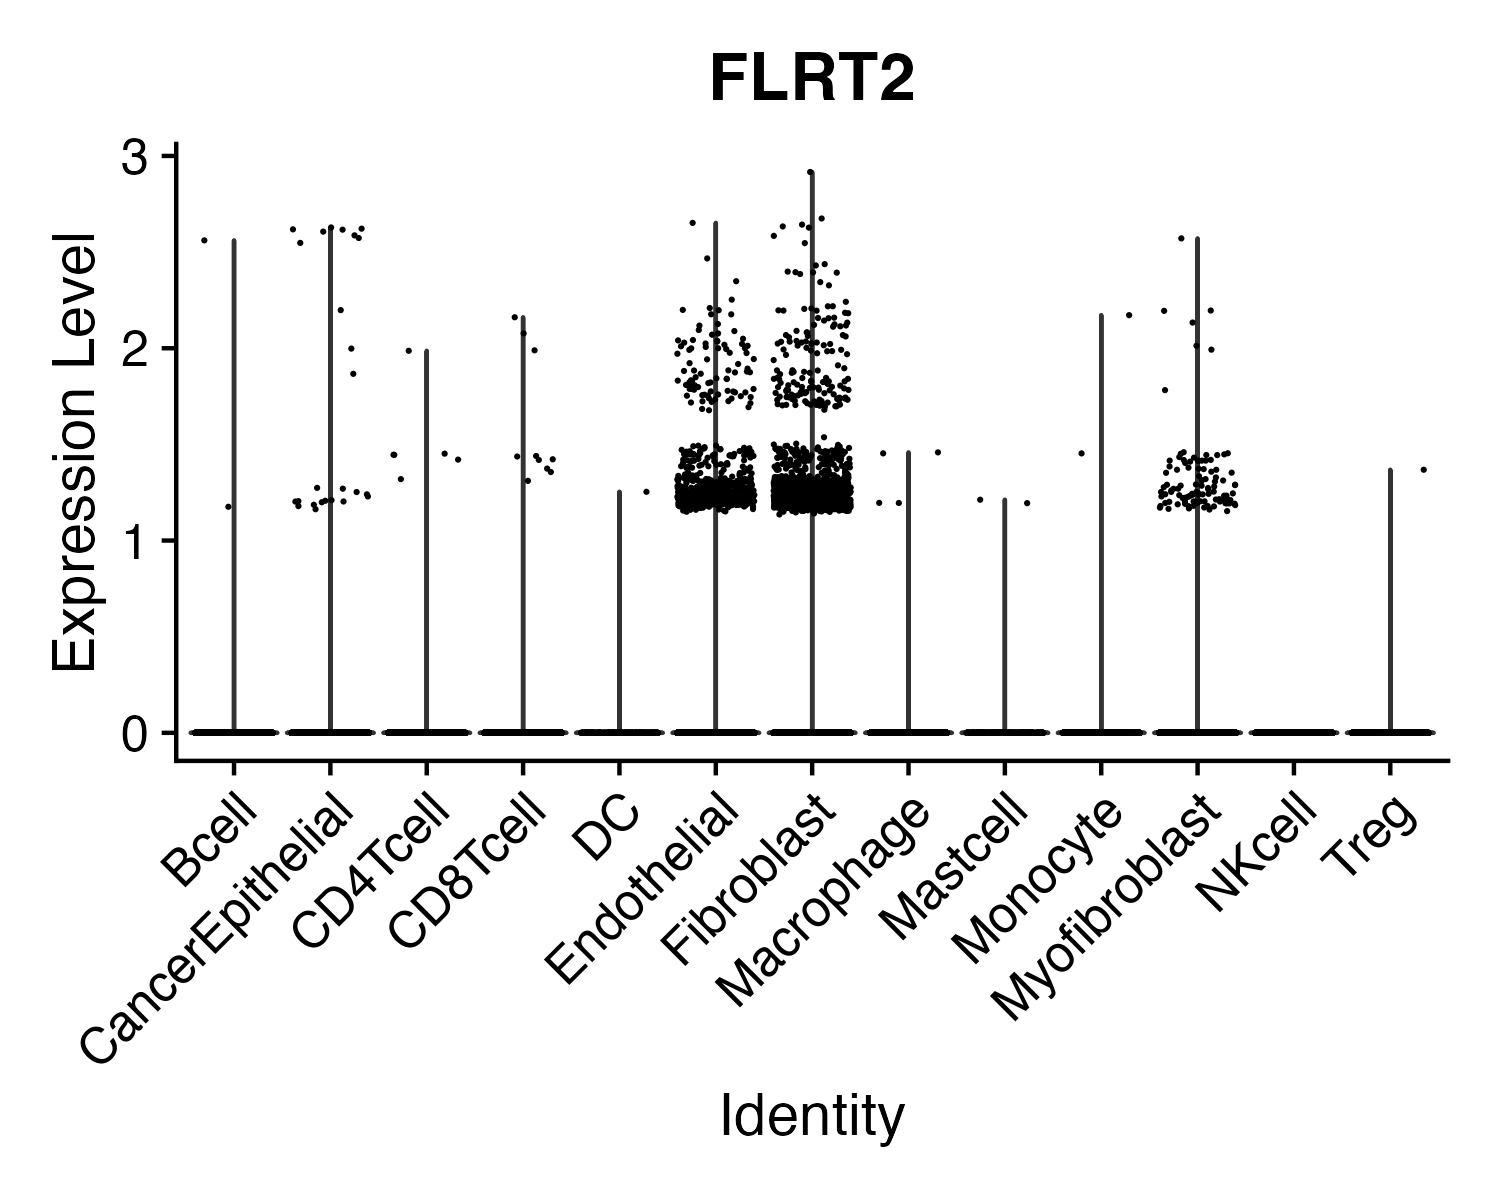 FLRT2
Expression Level
3
2
1
0
Bcell
CancerEpithelial
CD4Tcell
CD8Tcell
DC
Endothelial
Fibroblast
Macrophage
Mastcell
Monocyte
Myofibroblast
NKcell
Treg
Identity